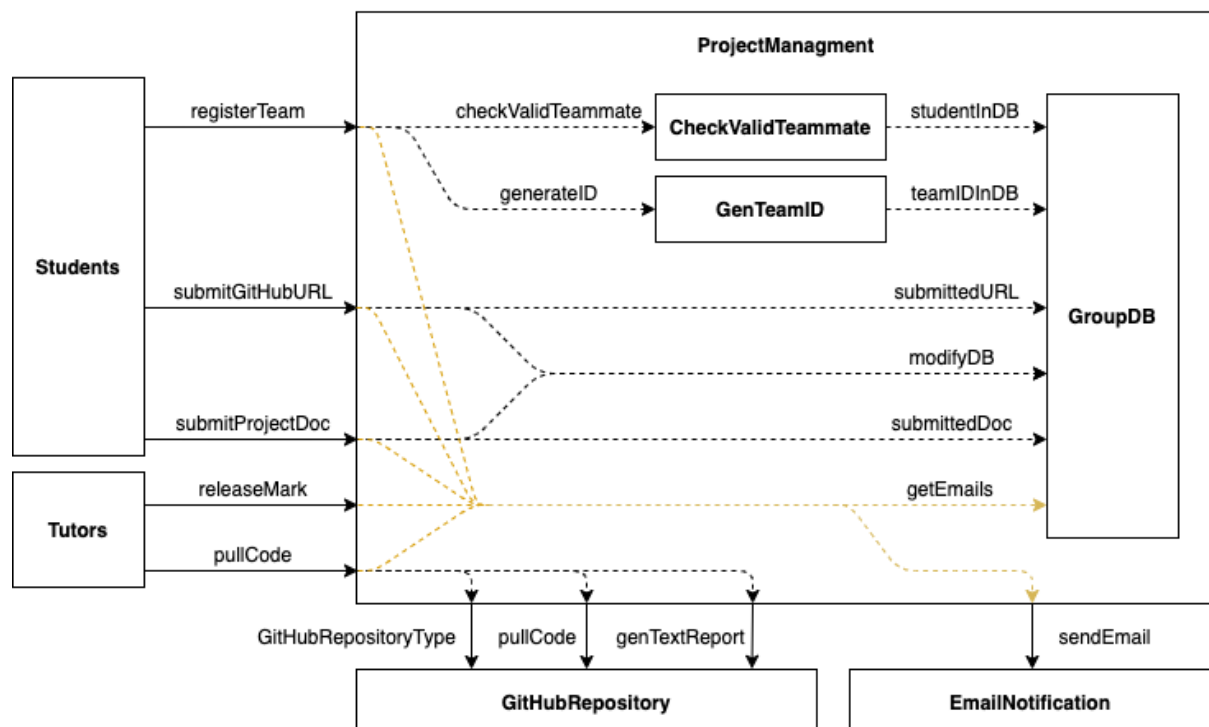 ProjectManagment
registerTeam
checkValidTeammate
CheckValidTeammate
studentInDB
generateID
GenTeamID
teamIDInDB
Students
submitGitHubURL
submittedURL
GroupDB
modifyDB
submitProjectDoc
submittedDoc
releaseMark
getEmails
Tutors
pullCode
GitHubRepositoryType
pullCode
genTextReport
sendEmail
GitHubRepository
EmailNotification